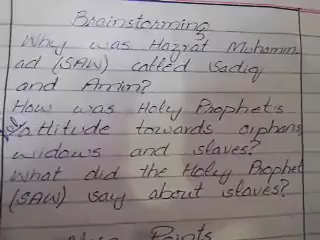 Brainstorming
Why was Hazrat Muhamm
ad (SAW) called Sadiq
and Amin?
How was Holy Prophet's
attitude towards orphans,
widows and slaves?
What did the Holy Prophet
(SAW) say about slaves?
Points